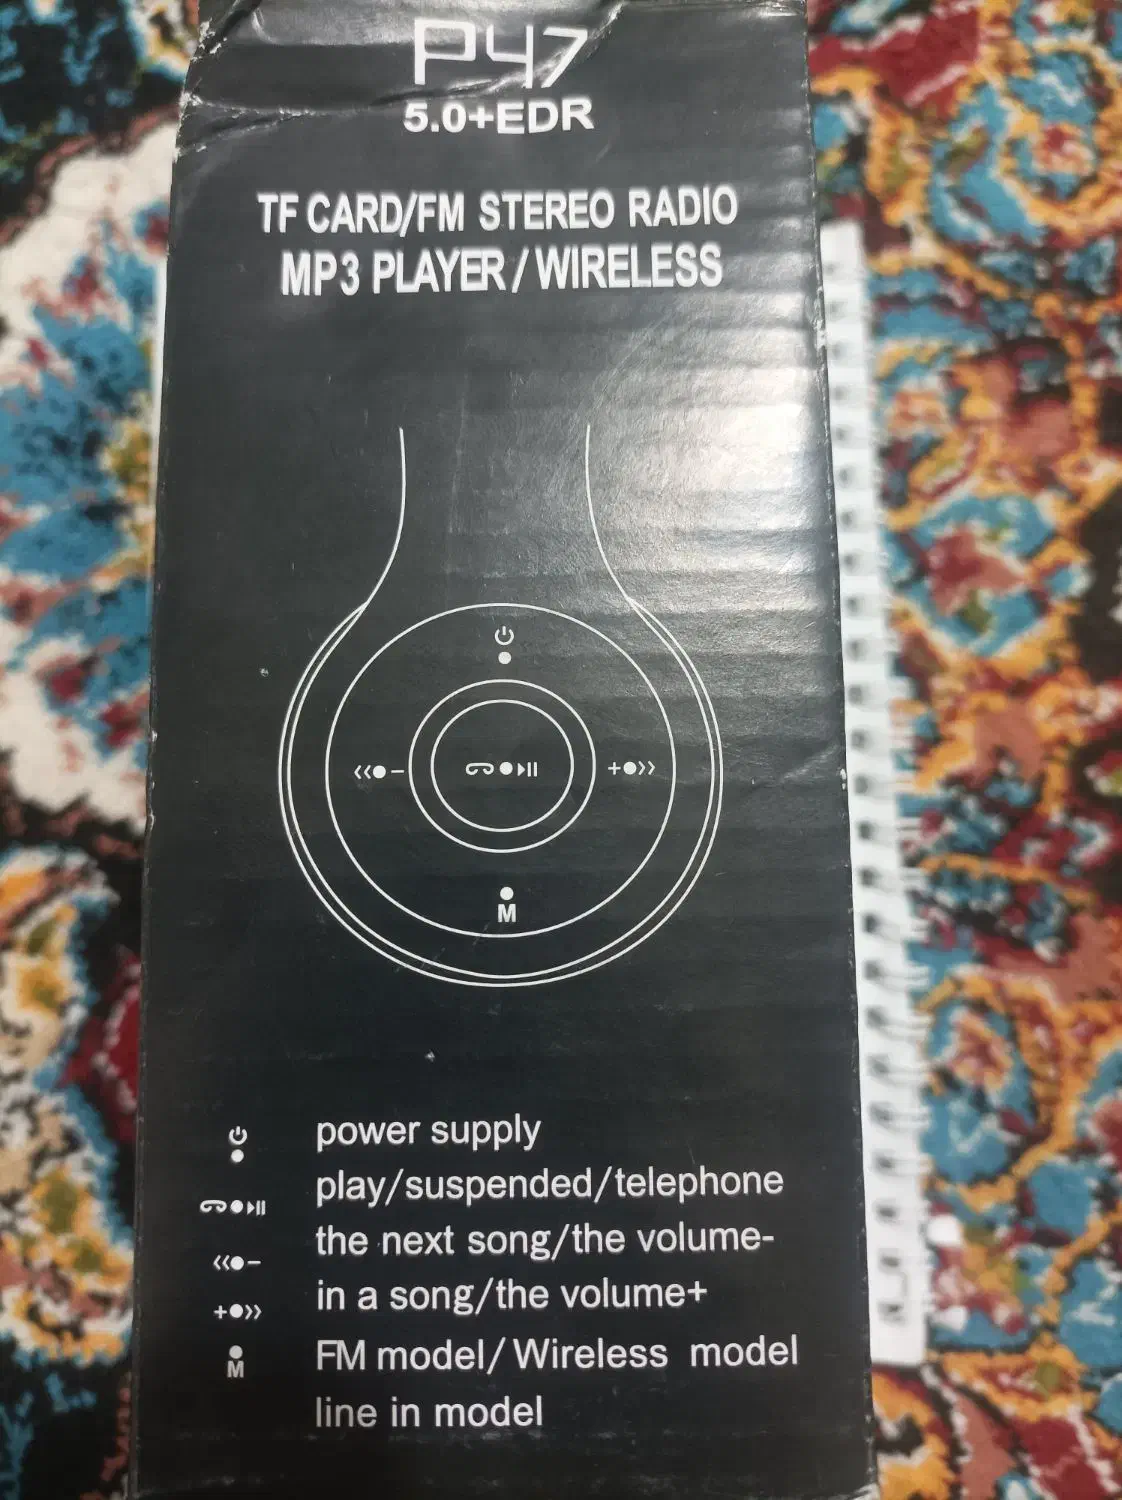 P47
5.0+EDR
TF CARD/FM STEREO RADIO
MP3 PLAYER/WIRELESS
‹‹●− ●⏯ +●››
M
power supply
play/suspended/telephone
‹‹●− the next song/the volume-
+●›› in a song/the volume+
M FM model/Wireless model
line in model